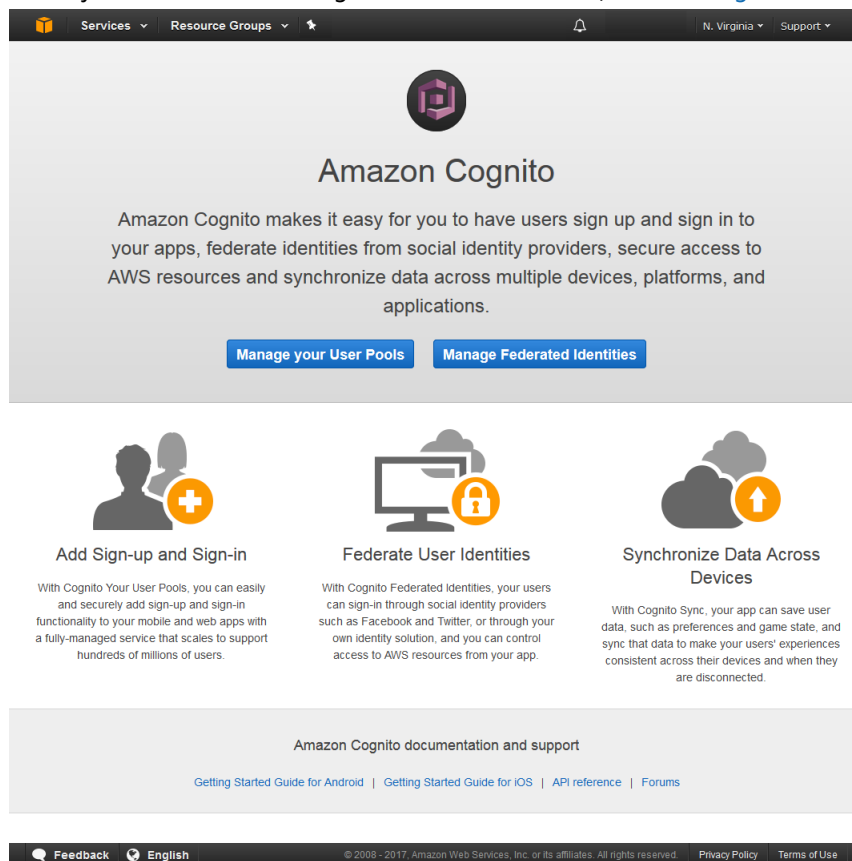 Services Resource Groups N. Virginia Support
Amazon Cognito
Amazon Cognito makes it easy for you to have users sign up and sign in to
your apps, federate identities from social identity providers, secure access to
AWS resources and synchronize data across multiple devices, platforms, and
applications.
Manage your User Pools Manage Federated Identities
Add Sign-up and Sign-in
With Cognito Your User Pools, you can easily
and securely add sign-up and sign-in
functionality to your mobile and web apps with
a fully-managed service that scales to support
hundreds of millions of users.
Federate User Identities
With Cognito Federated Identities, your users
can sign-in through social identity providers
such as Facebook and Twitter, or through your
own identity solution, and you can control
access to AWS resources from your app.
Synchronize Data Across
Devices
With Cognito Sync, your app can save user
data, such as preferences and game state, and
sync that data to make your users' experiences
consistent across their devices and when they
are disconnected.
Amazon Cognito documentation and support
Getting Started Guide for Android | Getting Started Guide for iOS | API reference | Forums
Feedback English © 2008 - 2017, Amazon Web Services, Inc. or its affiliates. All rights reserved. Privacy Policy Terms of Use